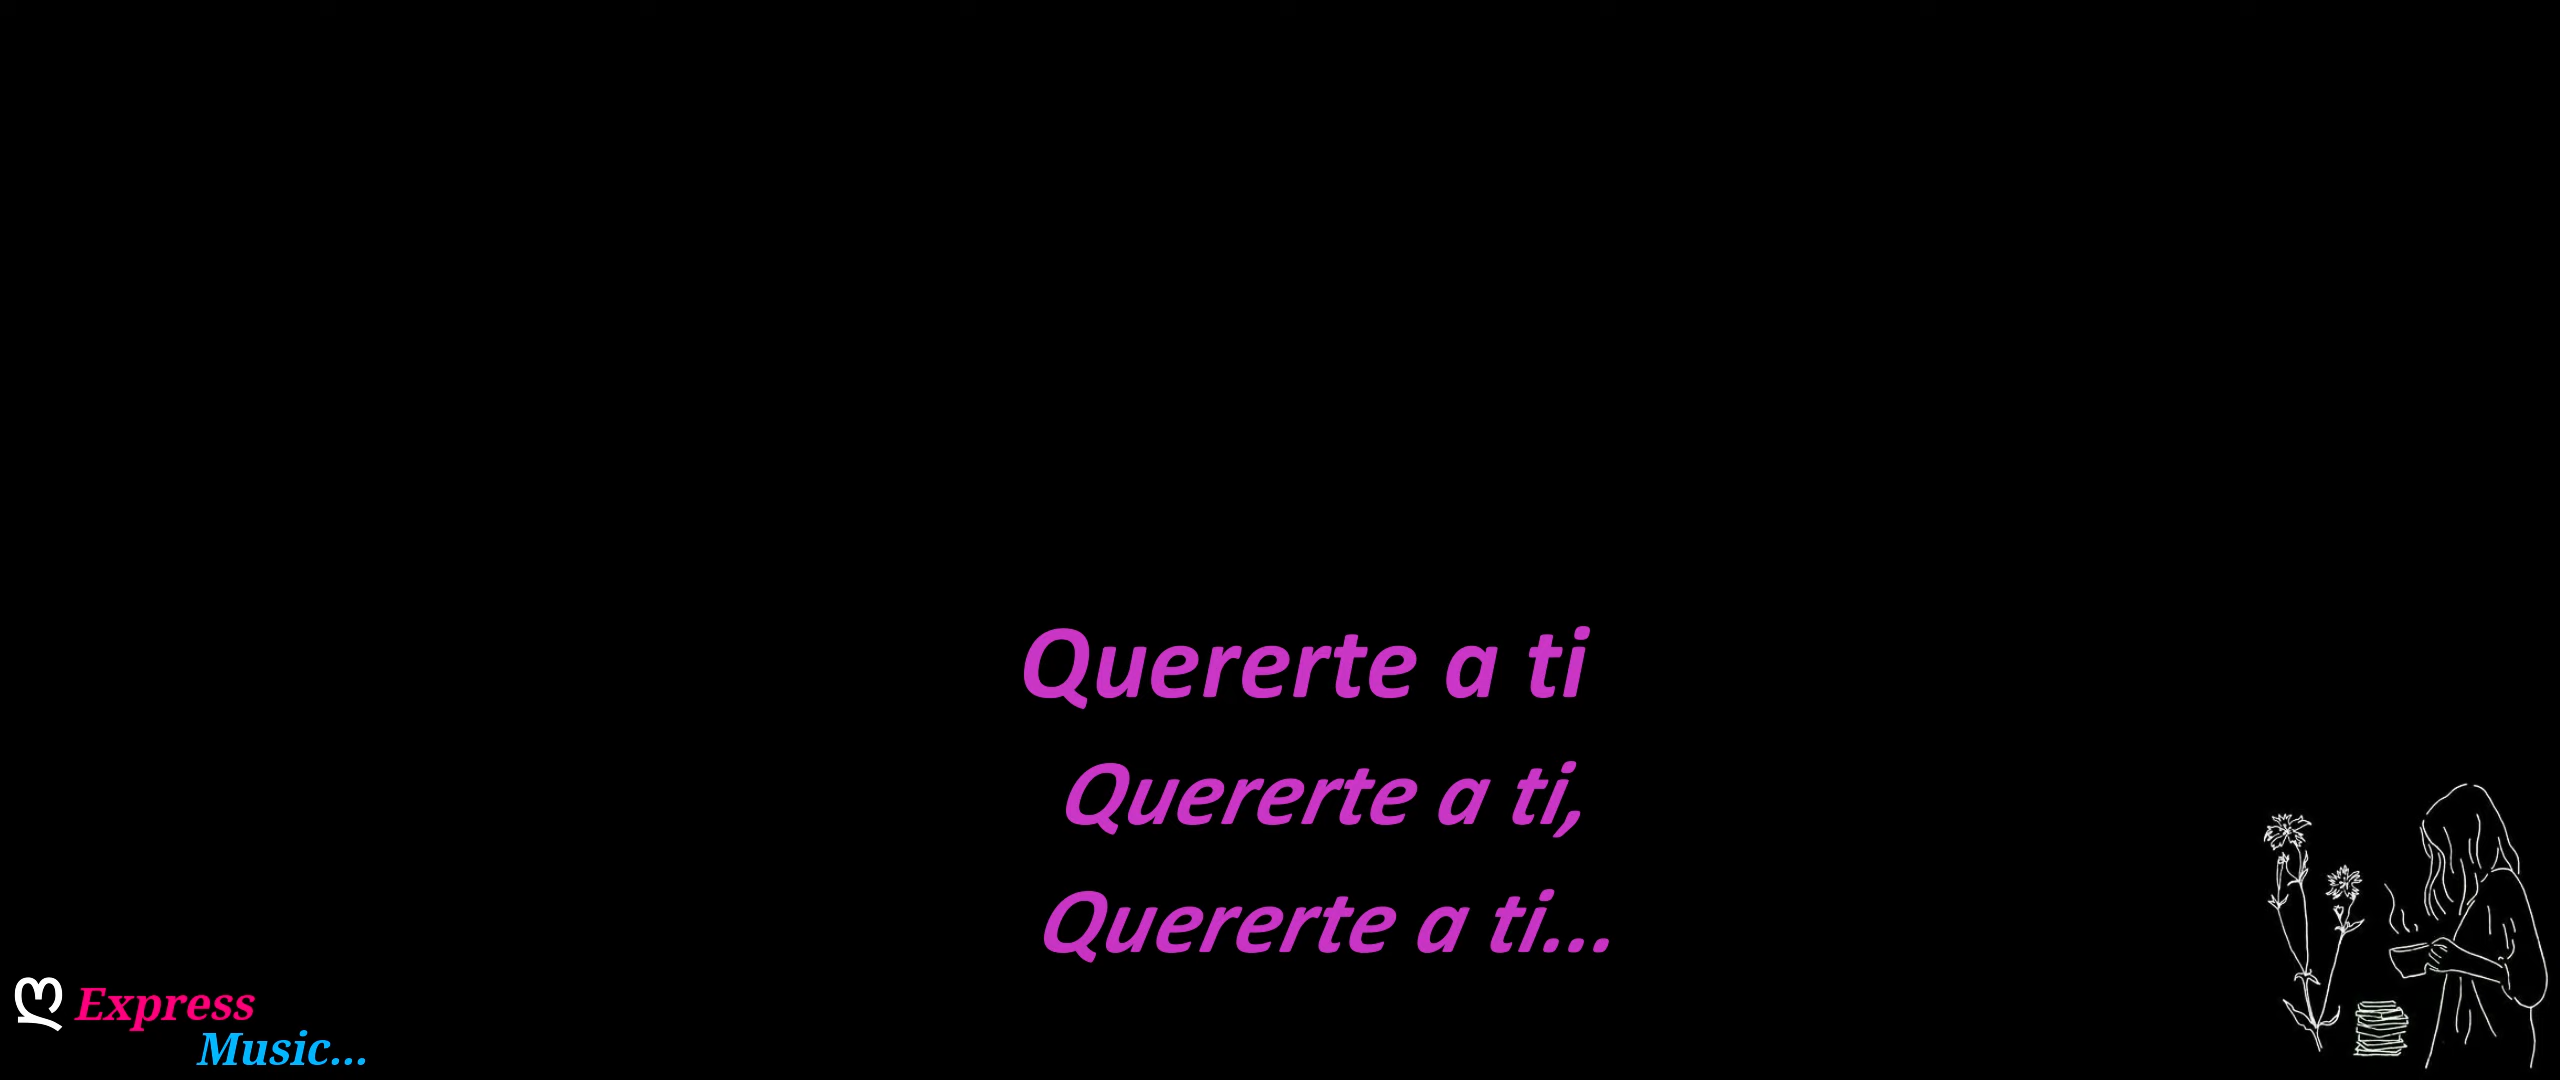 Quererte a ti
Quererte a ti,
Quererte a ti...
ღ Express
Music...